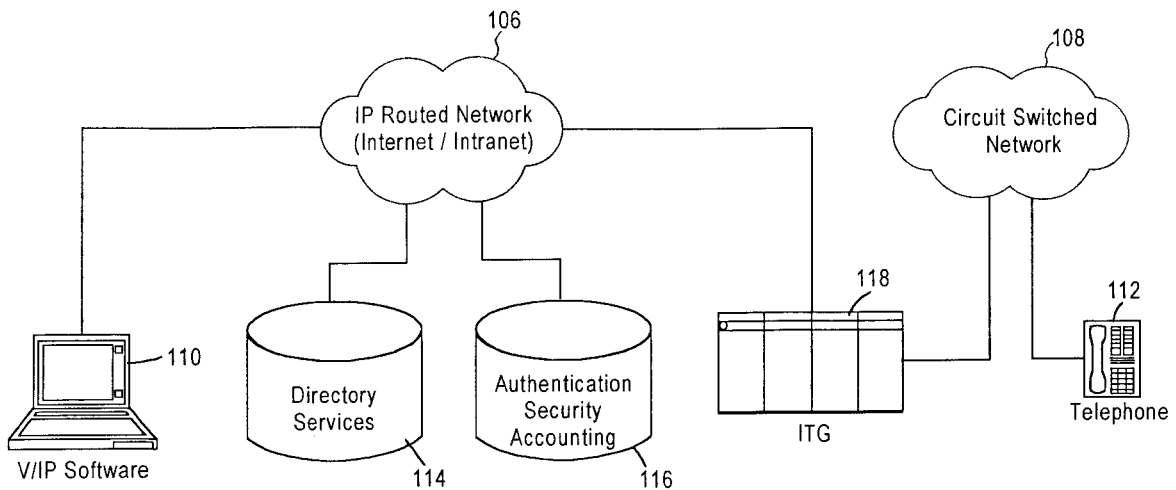 106
IP Routed Network
(Internet / Intranet)
108
Circuit Switched
Network
110
V/IP Software
Directory
Services
114
Authentication
Security
Accounting
116
118
ITG
112
Telephone